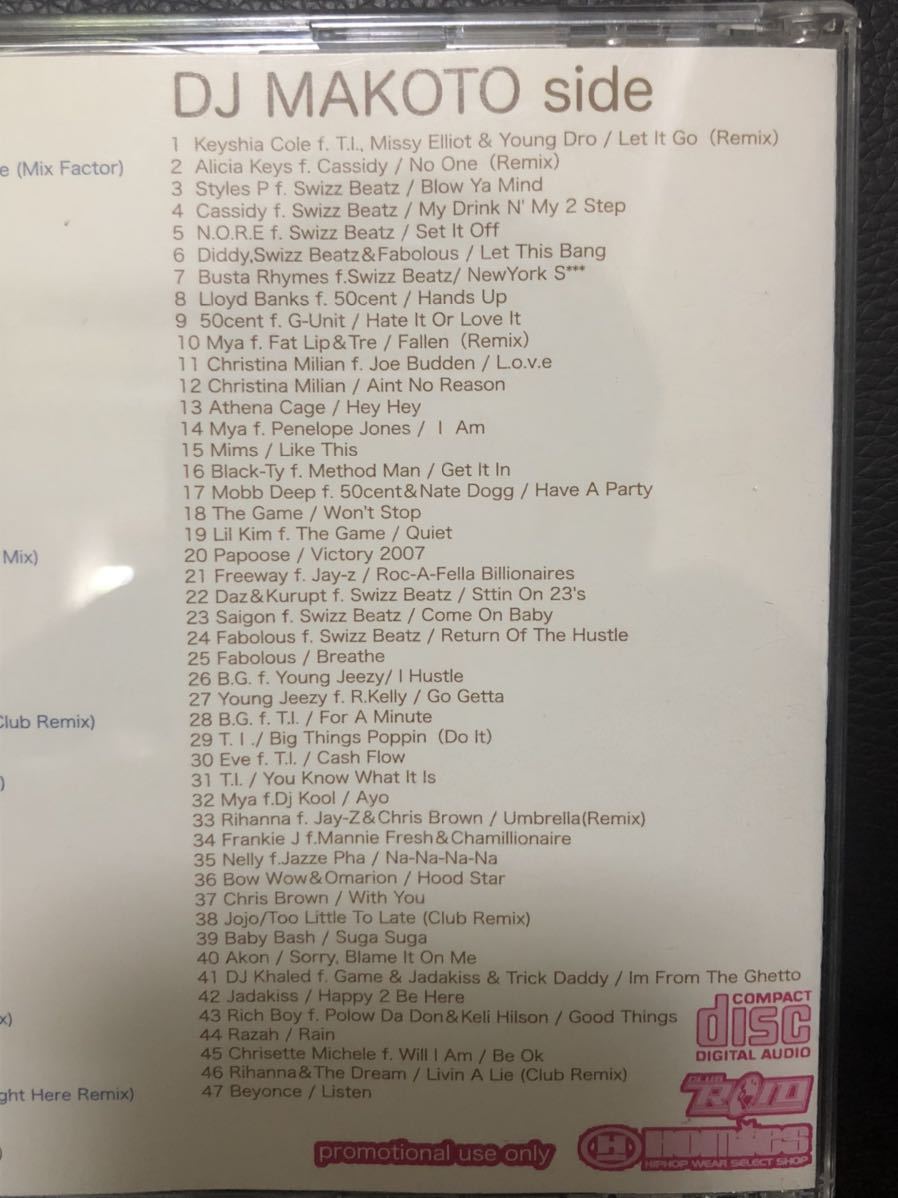 DJ MAKOTO side
1 Keyshia Cole f. T.I., Missy Elliot & Young Dro / Let It Go (Remix)
e (Mix Factor)
2 Alicia Keys f. Cassidy / No One (Remix)
3 Styles P f. Swizz Beatz / Blow Ya Mind
4 Cassidy f. Swizz Beatz / My Drink N' My 2 Step
5 N.O.R.E f. Swizz Beatz / Set It Off
6 Diddy,Swizz Beatz&Fabolous / Let This Bang
7 Busta Rhymes f.Swizz Beatz/ NewYork S***
8 Lloyd Banks f. 50cent / Hands Up
9 50cent f. G-Unit / Hate It Or Love It
10 Mya f. Fat Lip&Tre / Fallen (Remix)
11 Christina Milian f. Joe Budden / L.o.v.e
12 Christina Milian / Aint No Reason
13 Athena Cage / Hey Hey
14 Mya f. Penelope Jones / I Am
15 Mims / Like This
16 Black-Ty f. Method Man / Get It In
17 Mobb Deep f. 50cent&Nate Dogg / Have A Party
18 The Game / Won't Stop
19 Lil Kim f. The Game / Quiet
Mix)
20 Papoose / Victory 2007
21 Freeway f. Jay-z / Roc-A-Fella Billionaires
22 Daz&Kurupt f. Swizz Beatz / Sttin On 23's
23 Saigon f. Swizz Beatz / Come On Baby
24 Fabolous f. Swizz Beatz / Return Of The Hustle
25 Fabolous / Breathe
26 B.G. f. Young Jeezy/ I Hustle
27 Young Jeezy f. R.Kelly / Go Getta
Club Remix)
28 B.G. f. T.I. / For A Minute
29 T. I ./ Big Things Poppin (Do It)
30 Eve f. T.I. / Cash Flow
)
31 T.I. / You Know What It Is
32 Mya f.Dj Kool / Ayo
33 Rihanna f. Jay-Z&Chris Brown / Umbrella(Remix)
34 Frankie J f.Mannie Fresh&Chamillionaire
35 Nelly f.Jazze Pha / Na-Na-Na-Na
36 Bow Wow&Omarion / Hood Star
37 Chris Brown / With You
38 Jojo/Too Little To Late (Club Remix)
39 Baby Bash / Suga Suga
40 Akon / Sorry, Blame It On Me
41 DJ Khaled f. Game & Jadakiss & Trick Daddy / Im From The Ghetto
42 Jadakiss / Happy 2 Be Here
x)
43 Rich Boy f. Polow Da Don&Keli Hilson / Good Things
44 Razah / Rain
45 Chrisette Michele f. Will I Am / Be Ok
46 Rihanna&The Dream / Livin A Lie (Club Remix)
ght Here Remix)
47 Beyonce / Listen
)
COMPACT
disc
DIGITAL AUDIO
CLUB
promotional use only
H
HOMIES
HIPHOP WEAR SELECT SHOP